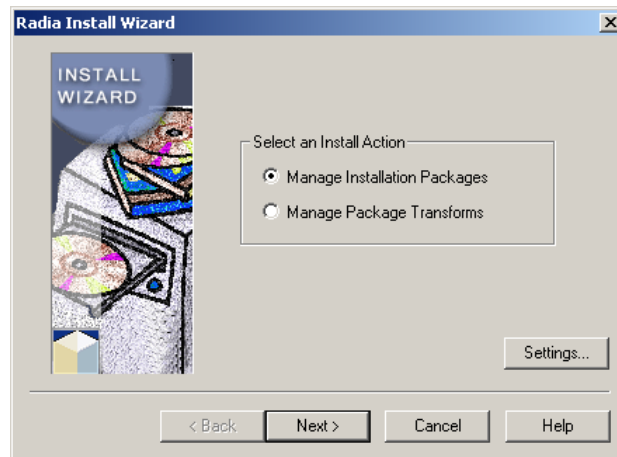 Radia Install Wizard
INSTALL
WIZARD
Select an Install Action
Manage Installation Packages
Manage Package Transforms
Settings...
< Back
Next >
Cancel
Help